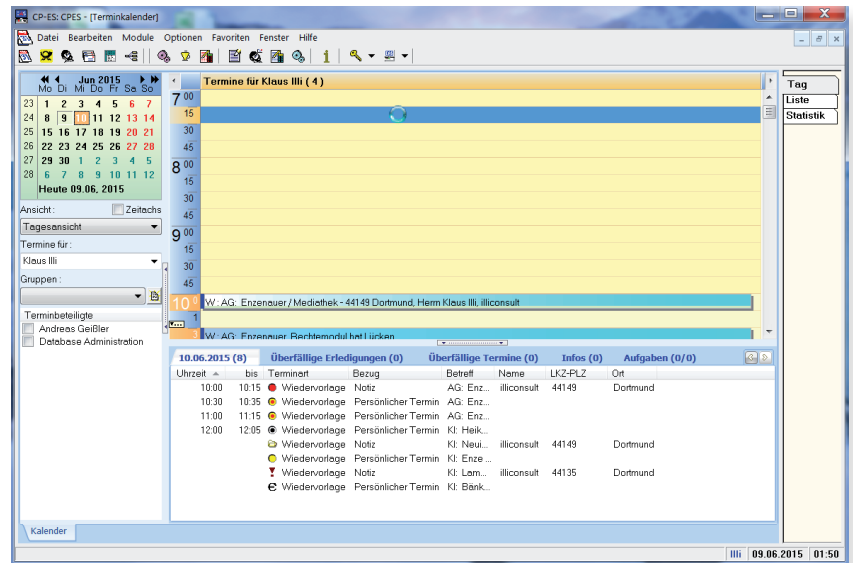 CP-ES: CPES - [Terminkalender]
Datei Bearbeiten Module Optionen Favoriten Fenster Hilfe
Jun 2015
Mo Di Mi Do Fr Sa So
23 1 2 3 4 5 6 7
24 8 9 10 11 12 13 14
25 15 16 17 18 19 20 21
26 22 23 24 25 26 27 28
27 29 30 1 2 3 4 5
28 6 7 8 9 10 11 12
Heute 09.06.2015
Ansicht: Zeitachs
Tagesansicht
Termine für:
Klaus Illi
Gruppen:
Terminbeteiligte
Andreas Geißler
Database Administration
Termine für Klaus Illi ( 4 )
7 00
15
30
45
8 00
15
30
45
9 00
15
30
45
10 0 W: AG: Enzenauer / Mediathek - 44149 Dortmund, Herrn Klaus Illi, illiconsult
1
3 W: AG: Enzenauer, Rechtemodul hat Lücken
Tag
Liste
Statistik
10.06.2015 (8) Überfällige Erledigungen (0) Überfällige Termine (0) Infos (0) Aufgaben (0/0)
Uhrzeit bis Terminart Bezug Betreff Name LKZ-PLZ Ort
10:00 10:15 Wiedervorlage Notiz AG: Enz... illiconsult 44149 Dortmund
10:30 10:35 Wiedervorlage Persönlicher Termin AG: Enz...
11:00 11:15 Wiedervorlage Persönlicher Termin AG: Enz...
12:00 12:05 Wiedervorlage Persönlicher Termin KI: Heik...
Wiedervorlage Notiz KI: Neui... illiconsult 44149 Dortmund
Wiedervorlage Persönlicher Termin KI: Enze ...
Wiedervorlage Notiz KI: Lam... illiconsult 44135 Dortmund
Wiedervorlage Persönlicher Termin KI: Bänk...
Kalender
Illi 09.06.2015 01:50